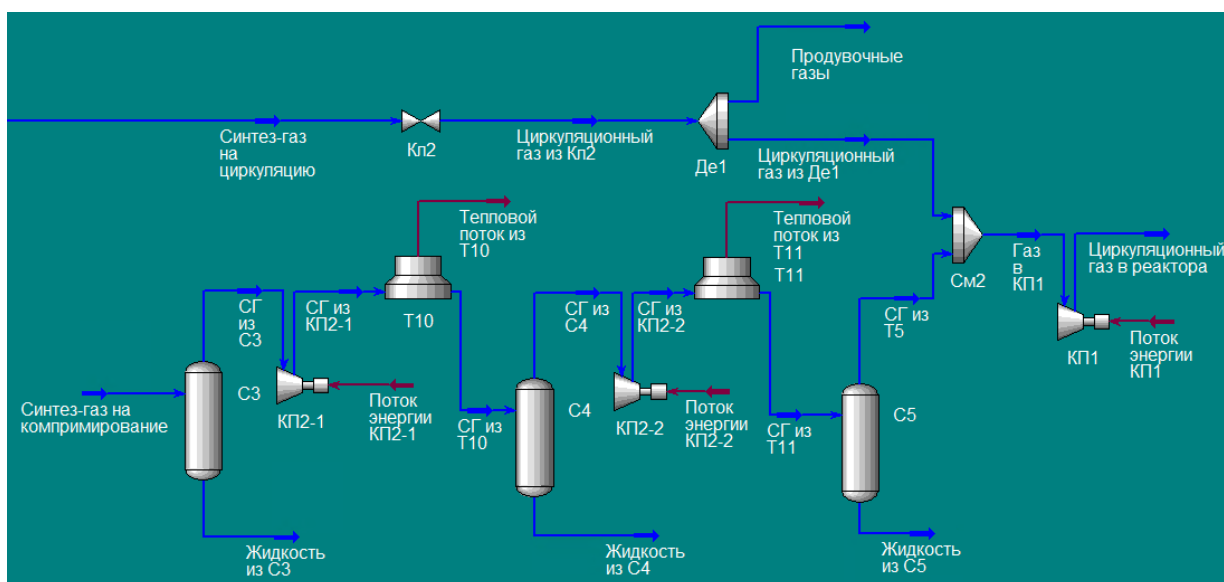 Продувочные
газы
Синтез-газ
на
циркуляцию
Кл2
Циркуляционный
газ из Кл2
Де1
Циркуляционный
газ из Де1
Тепловой
поток из
Т10
Тепловой
поток из
Т11
Т11
См2
Газ
в
КП1
Циркуляционный
газ в реактора
СГ
из
С3
СГ из
КП2-1
Т10
СГ из
С4
СГ из
КП2-2
СГ из
Т5
КП1
Поток
энергии
КП1
Синтез-газ на
компримирование
С3
КП2-1
Поток
энергии
КП2-1
СГ из
Т10
С4
КП2-2
Поток
энергии
КП2-2
СГ из
Т11
С5
Жидкость
из С3
Жидкость
из С4
Жидкость
из С5